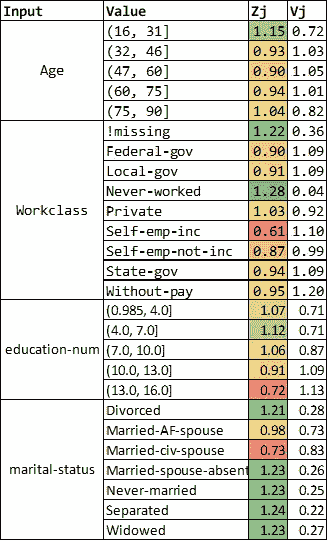 Input Value Zj Vj
Age
(16, 31] 1.15 0.72
(32, 46] 0.93 1.03
(47, 60] 0.90 1.05
(60, 75] 0.94 1.01
(75, 90] 1.04 0.82
Workclass
!missing 1.22 0.36
Federal-gov 0.90 1.09
Local-gov 0.91 1.09
Never-worked 1.28 0.04
Private 1.03 0.92
Self-emp-inc 0.61 1.10
Self-emp-not-inc 0.87 0.99
State-gov 0.94 1.09
Without-pay 0.95 1.20
education-num
(0.985, 4.0] 1.07 0.71
(4.0, 7.0] 1.12 0.71
(7.0, 10.0] 1.06 0.87
(10.0, 13.0] 0.91 1.09
(13.0, 16.0] 0.72 1.13
marital-status
Divorced 1.21 0.28
Married-AF-spouse 0.98 0.73
Married-civ-spouse 0.73 0.83
Married-spouse-absent 1.23 0.26
Never-married 1.23 0.25
Separated 1.24 0.22
Widowed 1.23 0.27